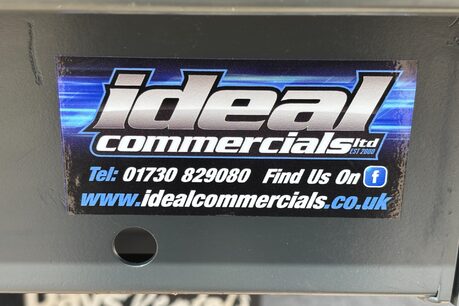 ideal
commercials ltd
EST 2000
Tel: 01730 829080 Find Us On f
www.idealcommercials.co.uk